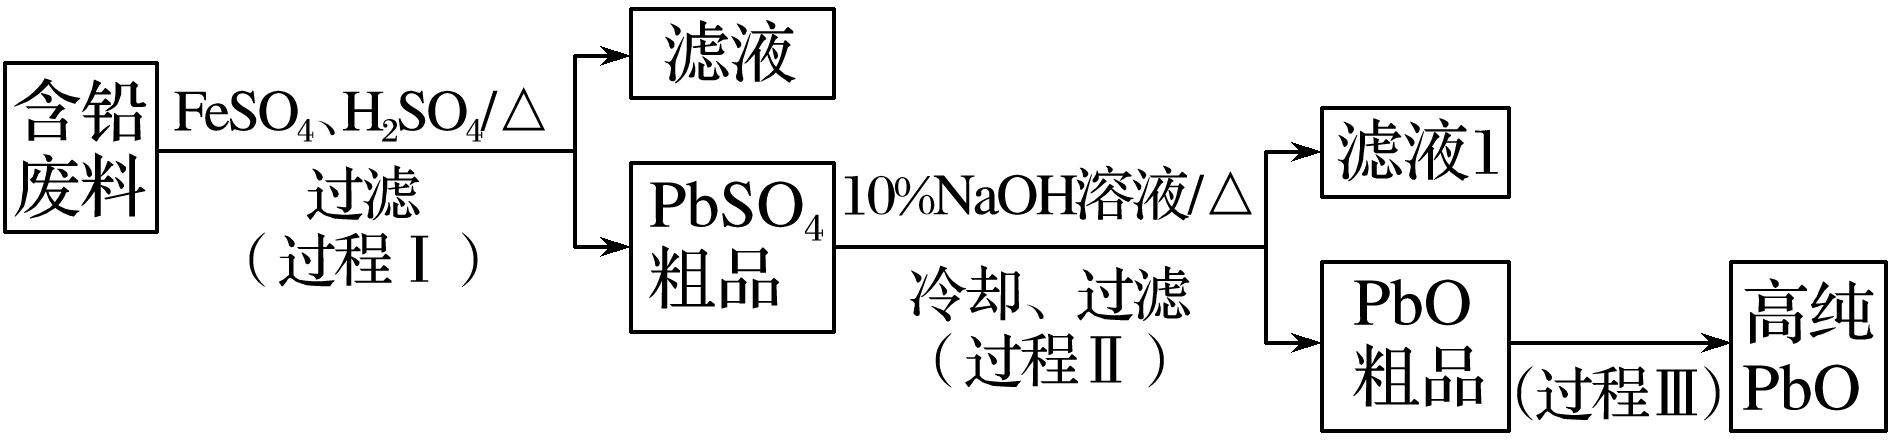 含铅
废料
FeSO₄、H₂SO₄/△
过滤
（过程Ⅰ）
滤液
PbSO₄
粗品
10%NaOH溶液/△
冷却、过滤
（过程Ⅱ）
滤液1
PbO
粗品
（过程Ⅲ）
高纯
PbO